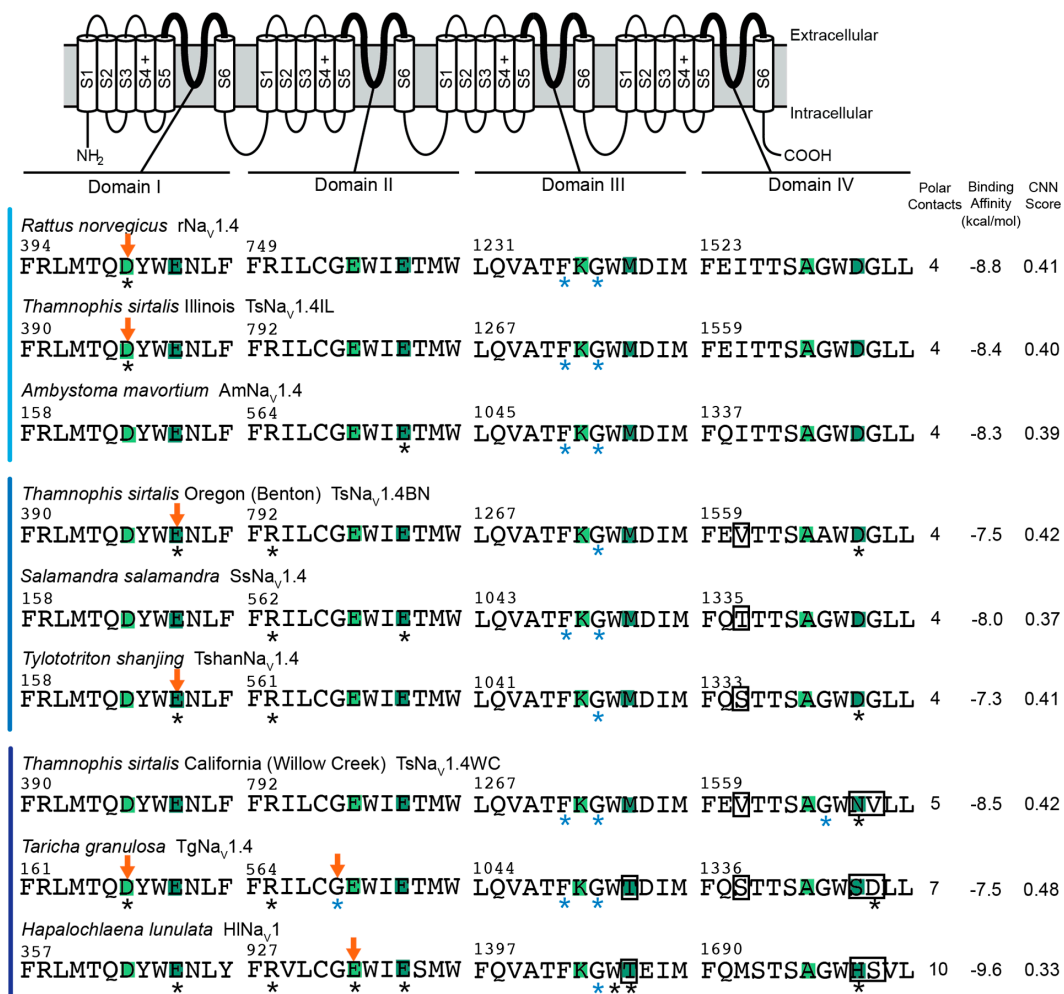 Extracellular
S1 S2 S3 S4 + S5 S6 S1 S2 S3 S4 + S5 S6 S1 S2 S3 S4 + S5 S6 S1 S2 S3 S4 + S5 S6
Intracellular
NH2 COOH
Domain I Domain II Domain III Domain IV
Polar Contacts Binding Affinity (kcal/mol) CNN Score
Rattus norvegicus rNaV1.4
394 749 1231 1523
FRLMTQDYWENLF FRILCGEWIETMW LQVATFKGWMDIM FEITTSAGWDGLL 4 -8.8 0.41
* * *
Thamnophis sirtalis Illinois TsNaV1.4IL
390 792 1267 1559
FRLMTQDYWENLF FRILCGEWIETMW LQVATFKGWMDIM FEITTSAGWDGLL 4 -8.4 0.40
* * *
Ambystoma mavortium AmNaV1.4
158 564 1045 1337
FRLMTQDYWENLF FRILCGEWIETMW LQVATFKGWMDIM FQITTSAGWDGLL 4 -8.3 0.39
* * *
Thamnophis sirtalis Oregon (Benton) TsNaV1.4BN
390 792 1267 1559
FRLMTQDYWENLF FRILCGEWIETMW LQVATFKGWMDIM FEVTTSAAWDGLL 4 -7.5 0.42
* * * *
Salamandra salamandra SsNaV1.4
158 562 1043 1335
FRLMTQDYWENLF FRILCGEWIETMW LQVATFKGWMDIM FQTTTSAGWDGLL 4 -8.0 0.37
* * * *
Tylototriton shanjing TshanNaV1.4
158 561 1041 1333
FRLMTQDYWENLF FRILCGEWIETMW LQVATFKGWMDIM FQSTTSAGWDGLL 4 -7.3 0.41
* * * *
Thamnophis sirtalis California (Willow Creek) TsNaV1.4WC
390 792 1267 1559
FRLMTQDYWENLF FRILCGEWIETMW LQVATFKGWMDIM FEVTTSAGWNVLL 5 -8.5 0.42
* * * *
Taricha granulosa TgNaV1.4
161 564 1044 1336
FRLMTQDYWENLF FRILCGEWIETMW LQVATFKGWTDIM FQSTTSAGWSDLL 7 -7.5 0.48
* * * * * *
Hapalochlaena lunulata HlNaV1
357 927 1397 1690
FRLMTQDYWENLY FRVLCGEWIESMW FQVATFKGWTEIM FQMSTSAGWHSVL 10 -9.6 0.33
* * * * * * * *